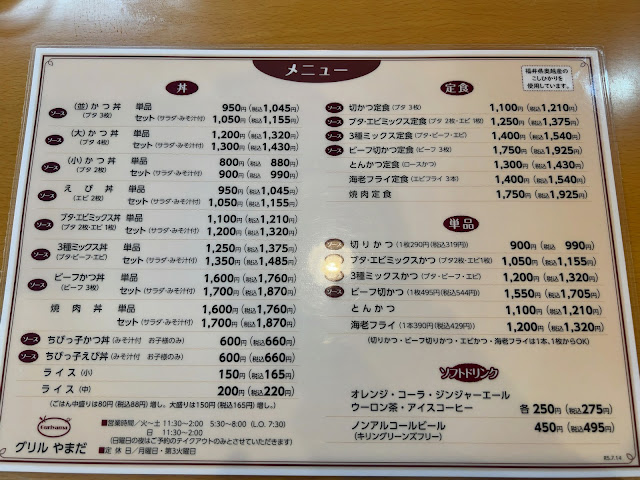 メニュー
福井県奥越産の
こしひかりを
使用しています。
丼
ソース (並)かつ丼 単品 950円(税込1,045円)
(ブタ 3枚) セット(サラダ・みそ汁付) 1,050円(税込1,155円)
ソース (大)かつ丼 単品 1,200円(税込1,320円)
(ブタ 4枚) セット(サラダ・みそ汁付) 1,300円(税込1,430円)
ソース (小)かつ丼 単品 800円(税込 880円)
(ブタ 2枚) セット(サラダ・みそ汁付) 900円(税込 990円)
ソース えび丼 単品 950円(税込1,045円)
(エビ 2枚) セット(サラダ・みそ汁付) 1,050円(税込1,155円)
ソース ブタ・エビミックス丼 単品 1,100円(税込1,210円)
(ブタ 2枚・エビ 1枚) セット(サラダ・みそ汁付) 1,200円(税込1,320円)
ソース 3種ミックス丼 単品 1,250円(税込1,375円)
(ブタ・ビーフ・エビ) セット(サラダ・みそ汁付) 1,350円(税込1,485円)
ソース ビーフかつ丼 単品 1,600円(税込1,760円)
(ビーフ 3枚) セット(サラダ・みそ汁付) 1,700円(税込1,870円)
焼肉丼 単品 1,600円(税込1,760円)
セット(サラダ・みそ汁付) 1,700円(税込1,870円)
ソース ちびっ子かつ丼(みそ汁付 お子様のみ) 600円(税込660円)
ソース ちびっ子えび丼(みそ汁付 お子様のみ) 600円(税込660円)
ライス(小) 150円(税込165円)
ライス(中) 200円(税込220円)
(ごはん中盛りは80円(税込88円)増し。大盛りは150円(税込165円)増し。)
グリル やまだ
■営業時間/火〜土 11:30〜2:00 5:30〜8:00(L.O. 7:30)
日 11:30〜2:00
(日曜日の夜はご予約のテイクアウトのみとさせていただきます)
■定休日/月曜日・第3火曜日
定食
ソース 切かつ定食(ブタ 3枚) 1,100円(税込1,210円)
ソース ブタ・エビミックス定食(ブタ 2枚・エビ 1枚) 1,250円(税込1,375円)
ソース 3種ミックス定食(ブタ・ビーフ・エビ) 1,400円(税込1,540円)
ソース ビーフ切かつ定食(ビーフ 3枚) 1,750円(税込1,925円)
とんかつ定食(ロースかつ) 1,300円(税込1,430円)
海老フライ定食(エビフライ 3本) 1,400円(税込1,540円)
焼肉定食 1,750円(税込1,925円)
単品
ソース 切りかつ(1枚290円(税込319円)) 900円(税込 990円)
ソース ブタ・エビミックスかつ(ブタ 2枚・エビ 1枚) 1,050円(税込1,155円)
ソース 3種ミックスかつ(ブタ・ビーフ・エビ) 1,200円(税込1,320円)
ソース ビーフ切かつ(1枚495円(税込544円)) 1,550円(税込1,705円)
とんかつ 1,100円(税込1,210円)
海老フライ(1本390円(税込429円)) 1,200円(税込1,320円)
(切りかつ・ビーフ切りかつ・エビかつ・海老フライは1本、1枚からOK)
ソフトドリンク
オレンジ・コーラ・ジンジャーエール
ウーロン茶・アイスコーヒー 各250円(税込275円)
ノンアルコールビール 450円(税込495円)
(キリングリーンズフリー)
R5.7.14